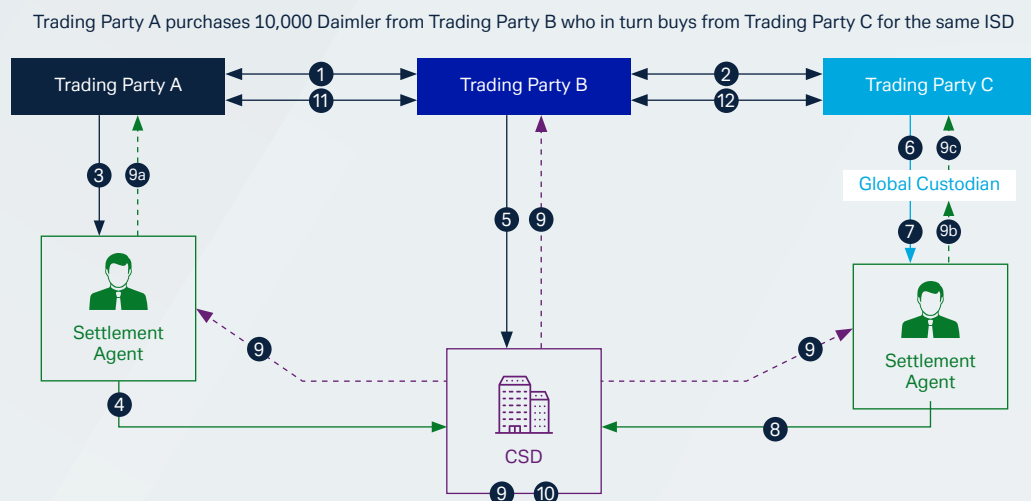 Trading Party A purchases 10,000 Daimler from Trading Party B who in turn buys from Trading Party C for the same ISD
Trading Party A
1
11
Trading Party B
2
12
Trading Party C
3
9a
5
9
6
9c
Global Custodian
7
9b
Settlement
Agent
9
9
Settlement
Agent
4
8
CSD
9
10